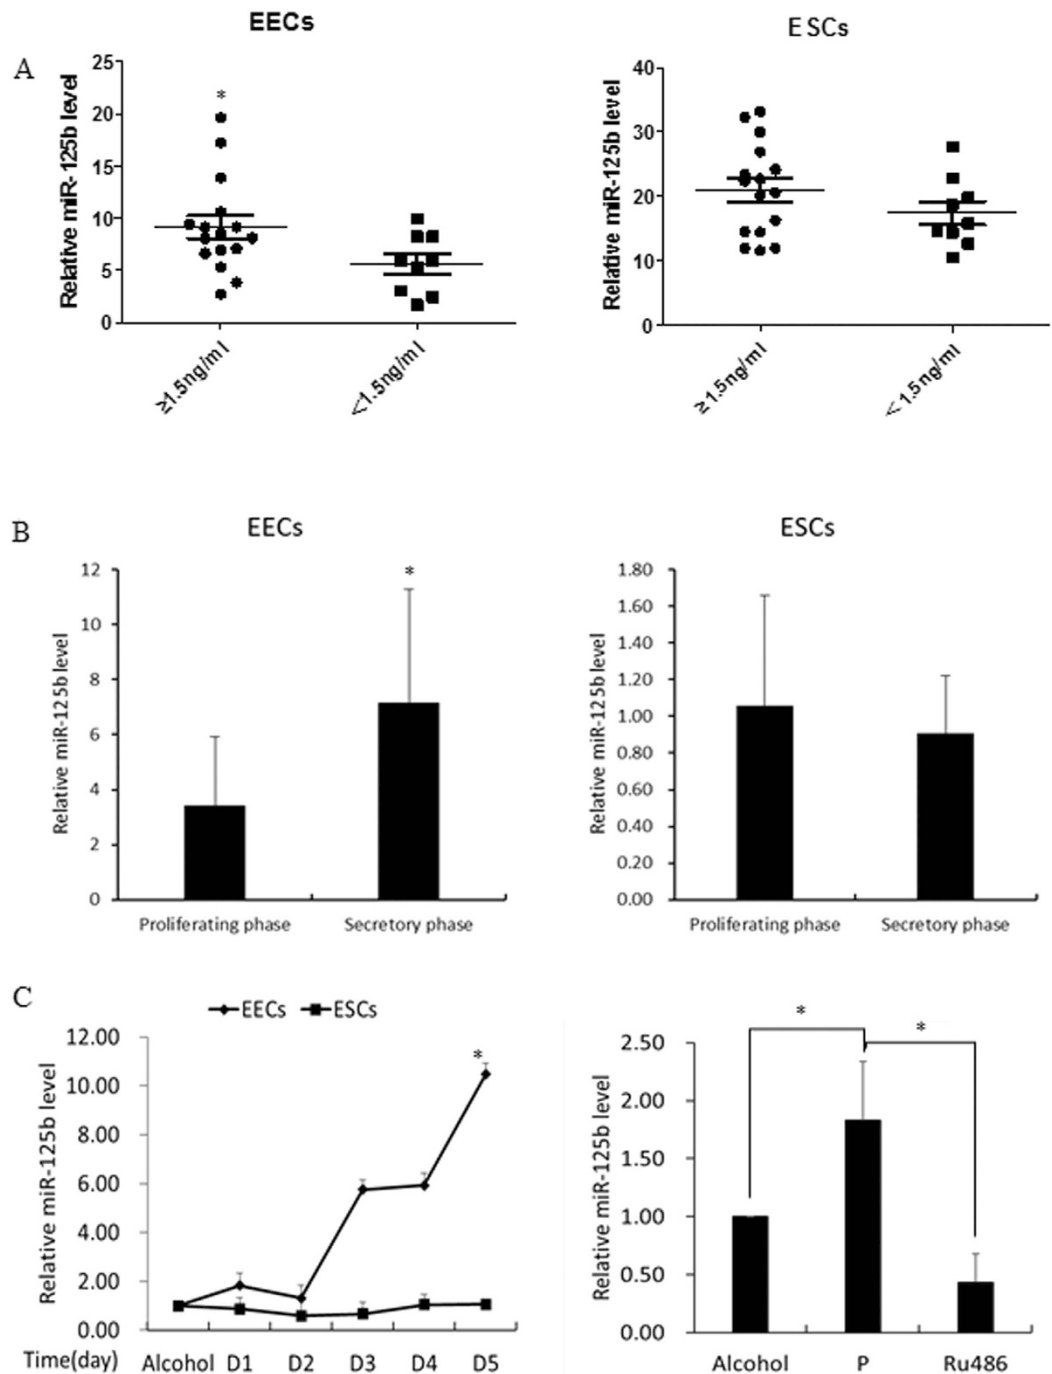 EECs
ESCs
A
Relative miR-125b level
25
20
15
10
5
0
*
≥1.5ng/ml
<1.5ng/ml
Relative miR-125b level
40
30
20
10
0
≥1.5ng/ml
<1.5ng/ml
B
EECs
ESCs
Relative miR-125b level
12
10
8
6
4
2
0
*
Proliferating phase
Secretory phase
Relative miR-125b level
1.80
1.60
1.40
1.20
1.00
0.80
0.60
0.40
0.20
0.00
Proliferating phase
Secretory phase
C
EECs ESCs
Relative miR-125b level
12.00
10.00
8.00
6.00
4.00
2.00
0.00
*
Time(day) Alcohol D1 D2 D3 D4 D5
Relative miR-125b level
2.50
2.00
1.50
1.00
0.50
0.00
*
*
Alcohol P Ru486